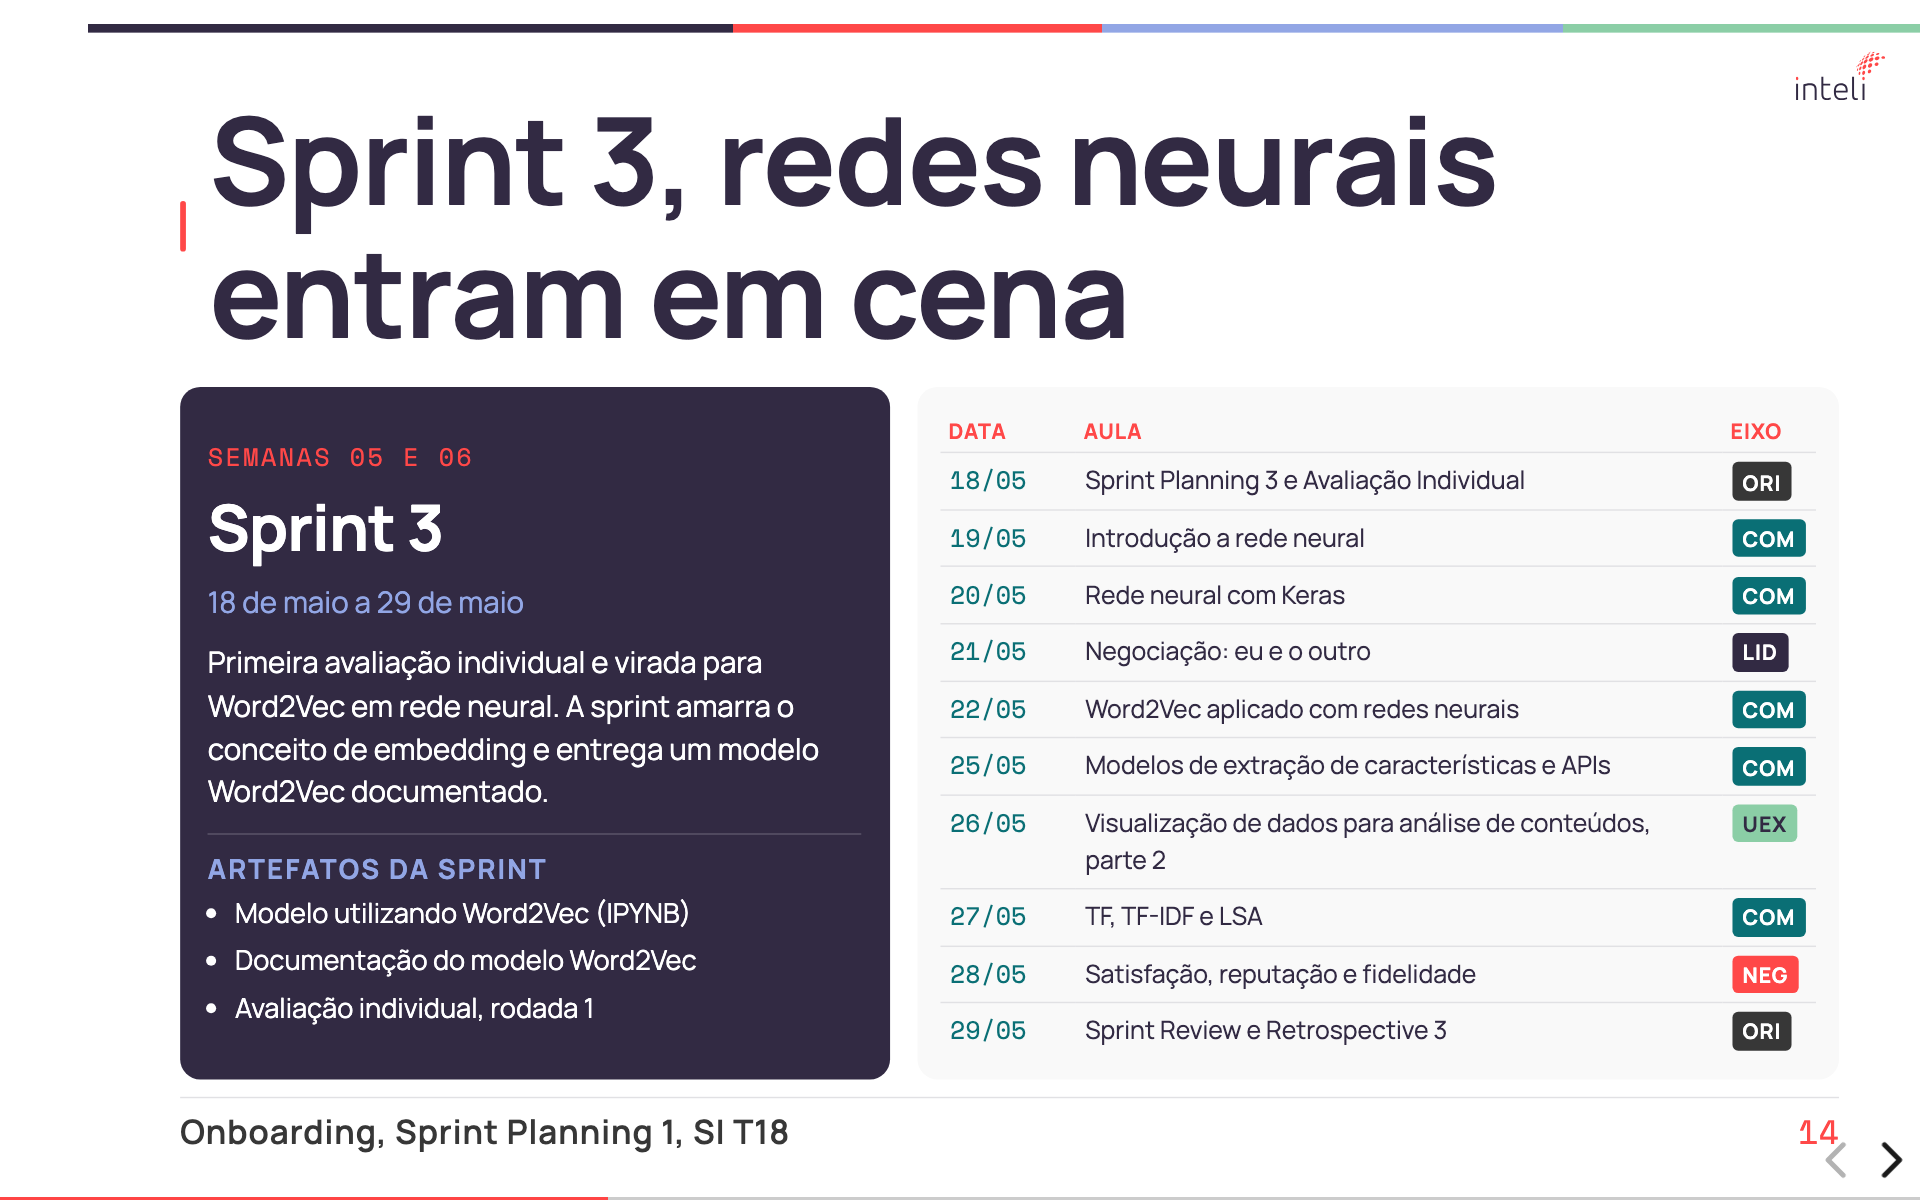 inteli
Sprint 3, redes neurais
entram em cena
SEMANAS 05 E 06
Sprint 3
18 de maio a 29 de maio
Primeira avaliação individual e virada para
Word2Vec em rede neural. A sprint amarra o
conceito de embedding e entrega um modelo
Word2Vec documentado.
ARTEFATOS DA SPRINT
• Modelo utilizando Word2Vec (IPYNB)
• Documentação do modelo Word2Vec
• Avaliação individual, rodada 1
DATA AULA EIXO
18/05 Sprint Planning 3 e Avaliação Individual ORI
19/05 Introdução a rede neural COM
20/05 Rede neural com Keras COM
21/05 Negociação: eu e o outro LID
22/05 Word2Vec aplicado com redes neurais COM
25/05 Modelos de extração de características e APIs COM
26/05 Visualização de dados para análise de conteúdos, UEX
parte 2
27/05 TF, TF-IDF e LSA COM
28/05 Satisfação, reputação e fidelidade NEG
29/05 Sprint Review e Retrospective 3 ORI
Onboarding, Sprint Planning 1, SI T18
14